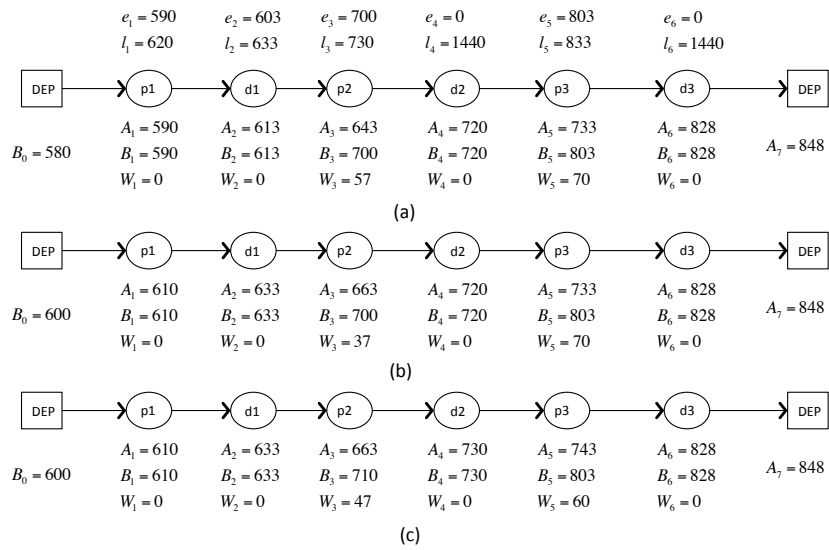 e₁ = 590 e₂ = 603 e₃ = 700 e₄ = 0 e₅ = 803 e₆ = 0
l₁ = 620 l₂ = 633 l₃ = 730 l₄ = 1440 l₅ = 833 l₆ = 1440
DEP p1 d1 p2 d2 p3 d3 DEP
A₁ = 590 A₂ = 613 A₃ = 643 A₄ = 720 A₅ = 733 A₆ = 828
B₀ = 580 B₁ = 590 B₂ = 613 B₃ = 700 B₄ = 720 B₅ = 803 B₆ = 828 A₇ = 848
W₁ = 0 W₂ = 0 W₃ = 57 W₄ = 0 W₅ = 70 W₆ = 0
(a)
DEP p1 d1 p2 d2 p3 d3 DEP
A₁ = 610 A₂ = 633 A₃ = 663 A₄ = 720 A₅ = 733 A₆ = 828
B₀ = 600 B₁ = 610 B₂ = 633 B₃ = 700 B₄ = 720 B₅ = 803 B₆ = 828 A₇ = 848
W₁ = 0 W₂ = 0 W₃ = 37 W₄ = 0 W₅ = 70 W₆ = 0
(b)
DEP p1 d1 p2 d2 p3 d3 DEP
A₁ = 610 A₂ = 633 A₃ = 663 A₄ = 730 A₅ = 743 A₆ = 828
B₀ = 600 B₁ = 610 B₂ = 633 B₃ = 710 B₄ = 730 B₅ = 803 B₆ = 828 A₇ = 848
W₁ = 0 W₂ = 0 W₃ = 47 W₄ = 0 W₅ = 60 W₆ = 0
(c)